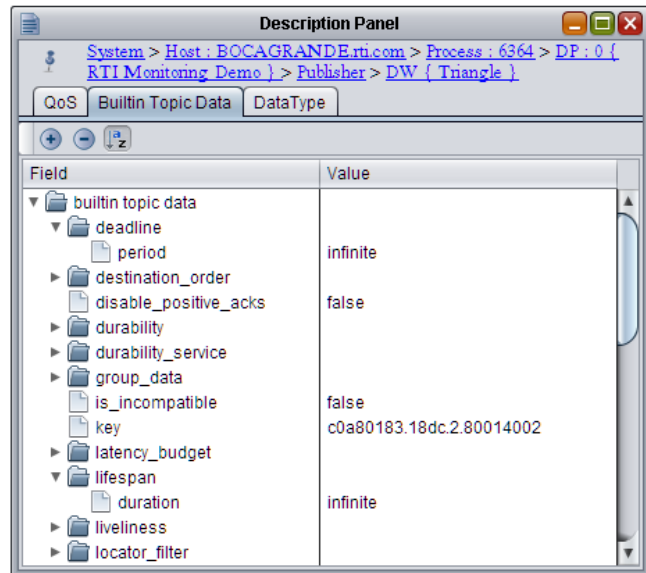 Description Panel
System > Host : BOCAGRANDE.rti.com > Process : 6364 > DP : 0 {
RTI Monitoring Demo } > Publisher > DW { Triangle }
QoS Builtin Topic Data DataType
a
z
Field Value
builtin topic data
deadline
period infinite
destination_order
disable_positive_acks false
durability
durability_service
group_data
is_incompatible false
key c0a80183.18dc.2.80014002
latency_budget
lifespan
duration infinite
liveliness
locator_filter